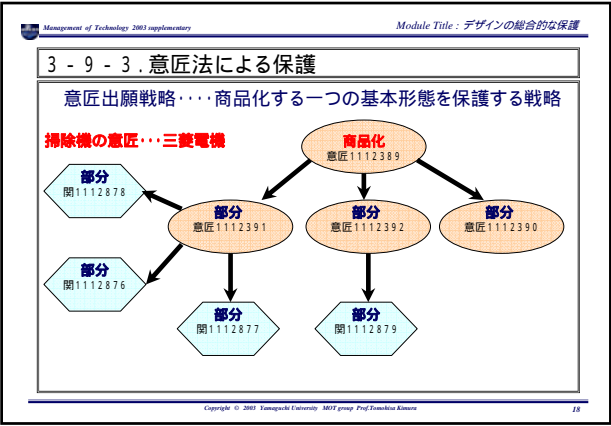 Management of Technology 2003 supplementary
Module Title : デザインの総合的な保護
3-9-3.意匠法による保護
意匠出願戦略････商品化する一つの基本形態を保護する戦略
掃除機の意匠･･･三菱電機
商品化
意匠1112389
部分
関1112878
部分
意匠1112391
部分
意匠1112392
部分
意匠1112390
部分
関1112876
部分
関1112877
部分
関1112879
Copyright © 2003 Yamaguchi University MOT group Prof.Tomohisa Kimura
18